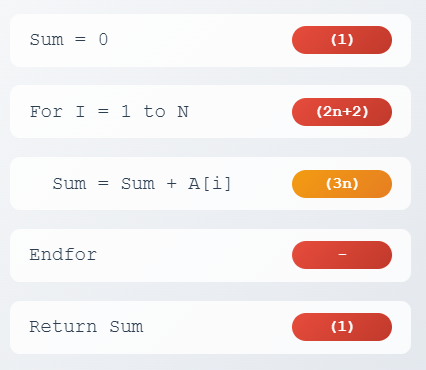 Sum = 0 (1)
For I = 1 to N (2n+2)
Sum = Sum + A[i] (3n)
Endfor –
Return Sum (1)